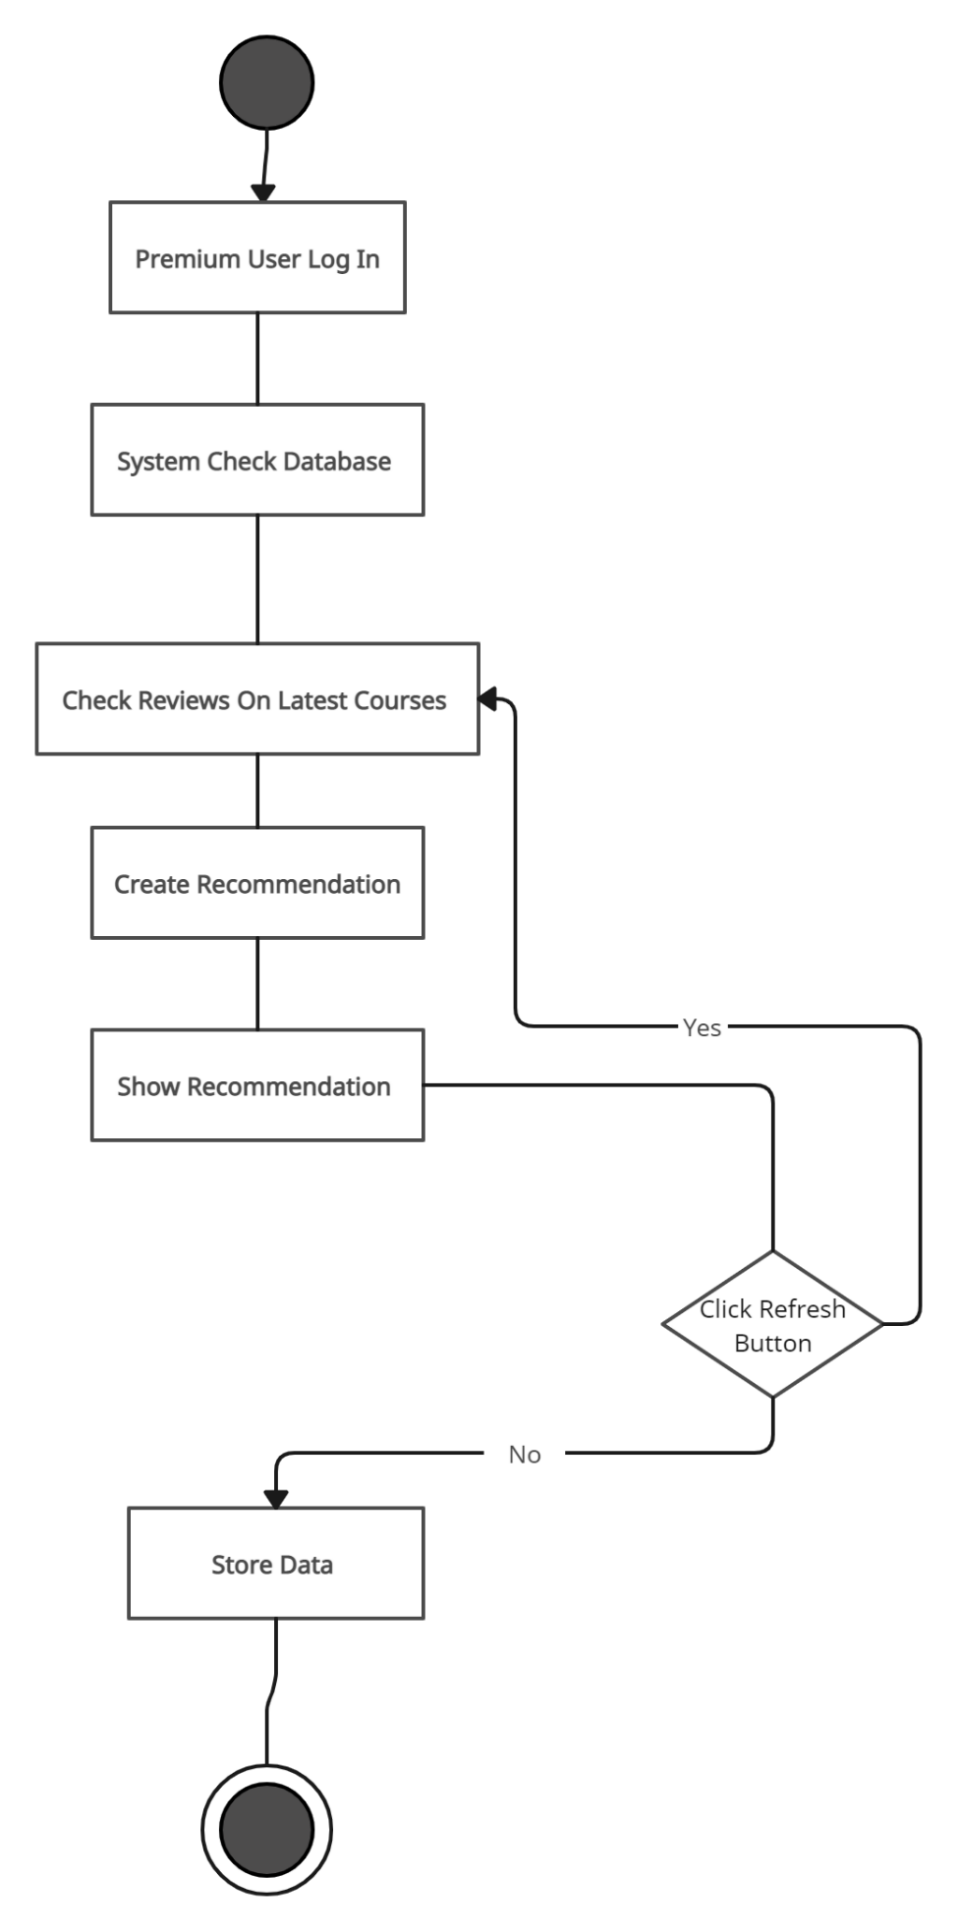 Premium User Log In
System Check Database
Check Reviews On Latest Courses
Create Recommendation
Yes
Show Recommendation
Click Refresh
Button
No
Store Data